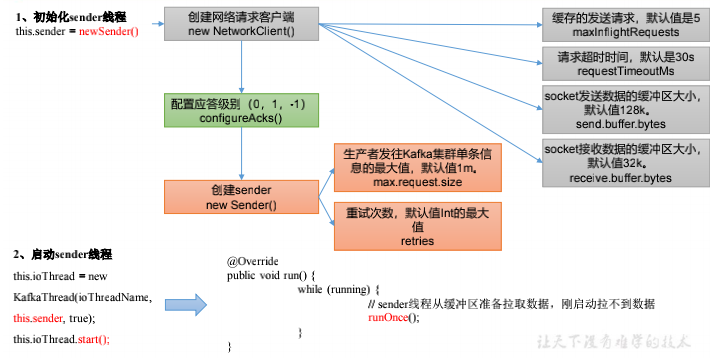 1、初始化sender线程
this.sender = newSender()
创建网络请求客户端
new NetworkClient()
缓存的发送请求，默认值是5
maxInflightRequests
请求超时时间，默认是30s
requestTimeoutMs
socket发送数据的缓冲区大小，
默认值128k。
send.buffer.bytes
socket接收数据的缓冲区大小，
默认值32k。
receive.buffer.bytes
配置应答级别（0，1，-1）
configureAcks()
创建sender
new Sender()
生产者发往Kafka集群单条信
息的最大值，默认值1m。
max.request.size
重试次数，默认值Int的最大
值
retries
2、启动sender线程
this.ioThread = new
KafkaThread(ioThreadName,
this.sender, true);
this.ioThread.start();
@Override
public void run() {
while (running) {
// sender线程从缓冲区准备拉取数据，刚启动拉不到数据
runOnce();
}
}
让天下没有难学的技术